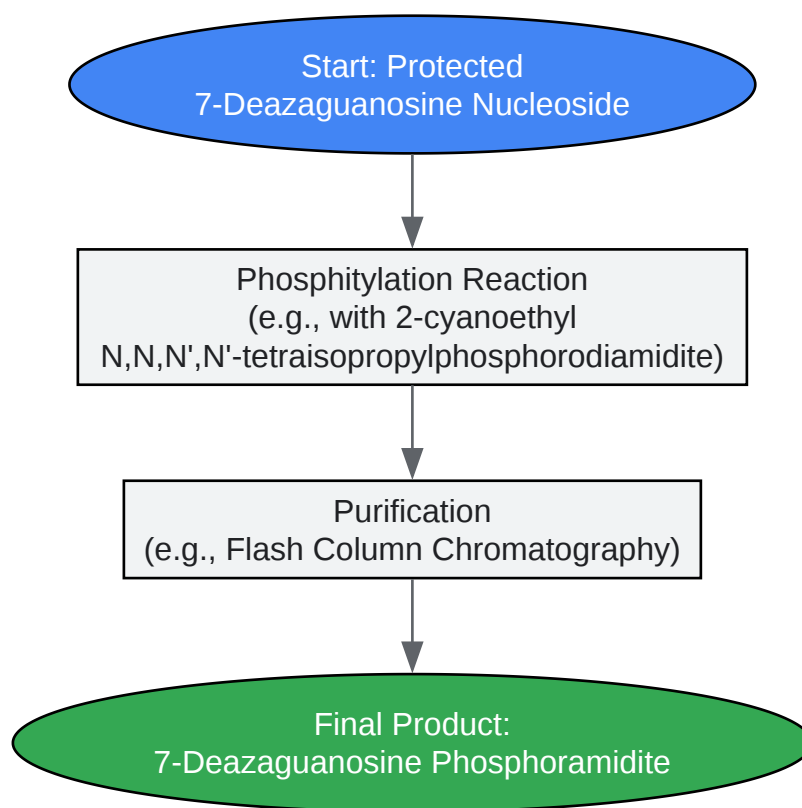 Start: Protected
7-Deazaguanosine Nucleoside
Phosphitylation Reaction
(e.g., with 2-cyanoethyl
N,N,N',N'-tetraisopropylphosphorodiamidite)
Purification
(e.g., Flash Column Chromatography)
Final Product:
7-Deazaguanosine Phosphoramidite